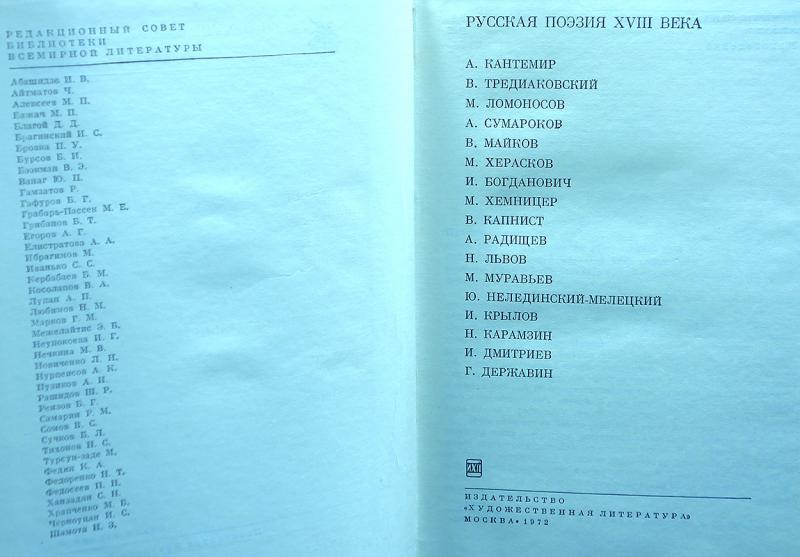 РЕДАКЦИОННЫЙ СОВЕТ
БИБЛИОТЕКИ
ВСЕМИРНОЙ ЛИТЕРАТУРЫ
Абашидзе И. В.
Айтматов Ч.
Алексеев М. П.
Бажан М. П.
Благой Д. Д.
Брагинский И. С.
Бровка П. У.
Бурсов Б. И.
Ванаг Ю. П.
Гамзатов Р.
Гафуров Б. Г.
Грабарь-Пассек М. Е.
Грибанов Б. Т.
Егоров А. Г.
Елистратова А. А.
Ибрагимов М.
Иванько С. С.
Кербабаев Б. М.
Косолапов В. А.
Лупан А. П.
Любимов Н. М.
Марков Г. М.
Межелайтис Э. Б.
Неупокоева И. Г.
Нечкина М. В.
Новиченко Л. Н.
Нурпеисов А. К.
Пузиков А. И.
Рашидов Ш. Р.
Реизов Б. Г.
Самарин Р. М.
Сомов В. С.
Сучков Б. Л.
Тихонов Н. С.
Турсун-заде М.
Федин К. А.
Федоренко Н. Т.
Федосеев П. Н.
Ханзадян С. Н.
Храпченко М. Б.
Черноуцан И. С.
Шамота Н. З.
РУССКАЯ ПОЭЗИЯ XVIII ВЕКА
А. КАНТЕМИР
В. ТРЕДИАКОВСКИЙ
М. ЛОМОНОСОВ
А. СУМАРОКОВ
В. МАЙКОВ
М. ХЕРАСКОВ
И. БОГДАНОВИЧ
М. ХЕМНИЦЕР
В. КАПНИСТ
А. РАДИЩЕВ
Н. ЛЬВОВ
М. МУРАВЬЕВ
Ю. НЕЛЕДИНСКИЙ-МЕЛЕЦКИЙ
И. КРЫЛОВ
Н. КАРАМЗИН
И. ДМИТРИЕВ
Г. ДЕРЖАВИН
ИХЛ
ИЗДАТЕЛЬСТВО
«ХУДОЖЕСТВЕННАЯ ЛИТЕРАТУРА»
МОСКВА • 1972